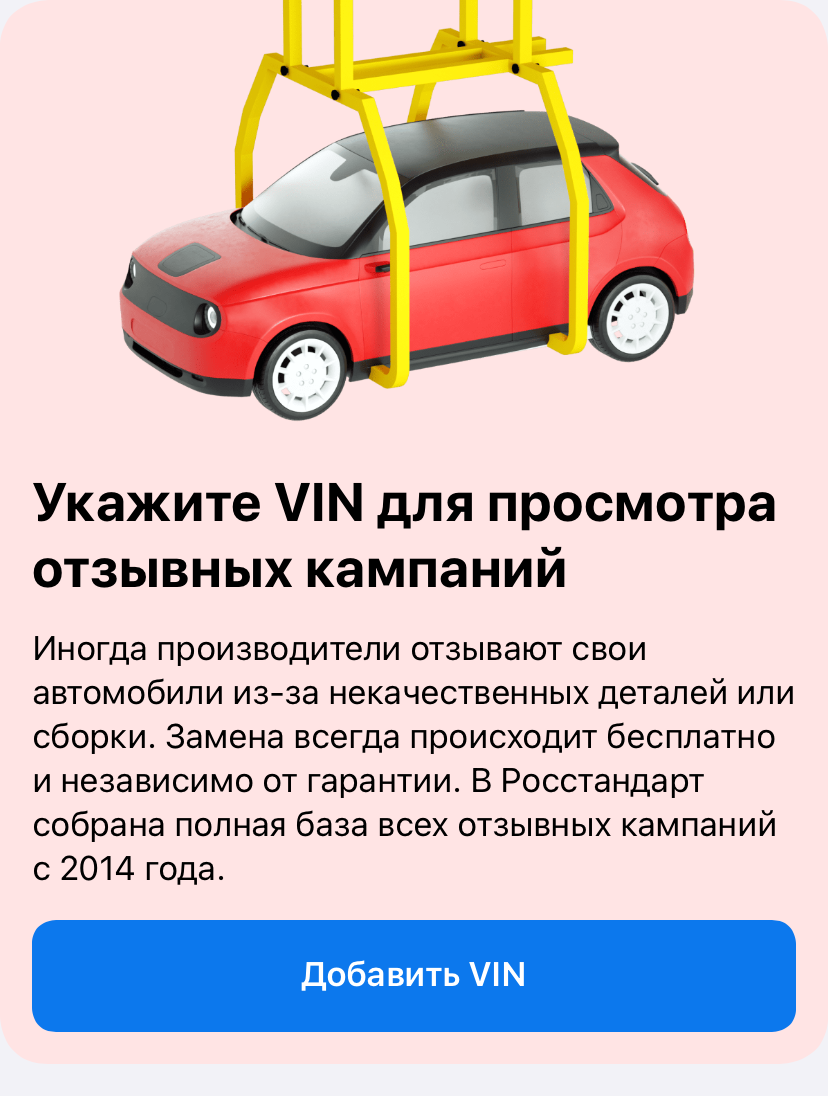 Укажите VIN для просмотра
отзывных кампаний
Иногда производители отзывают свои
автомобили из-за некачественных деталей или
сборки. Замена всегда происходит бесплатно
и независимо от гарантии. В Росстандарт
собрана полная база всех отзывных кампаний
с 2014 года.
Добавить VIN